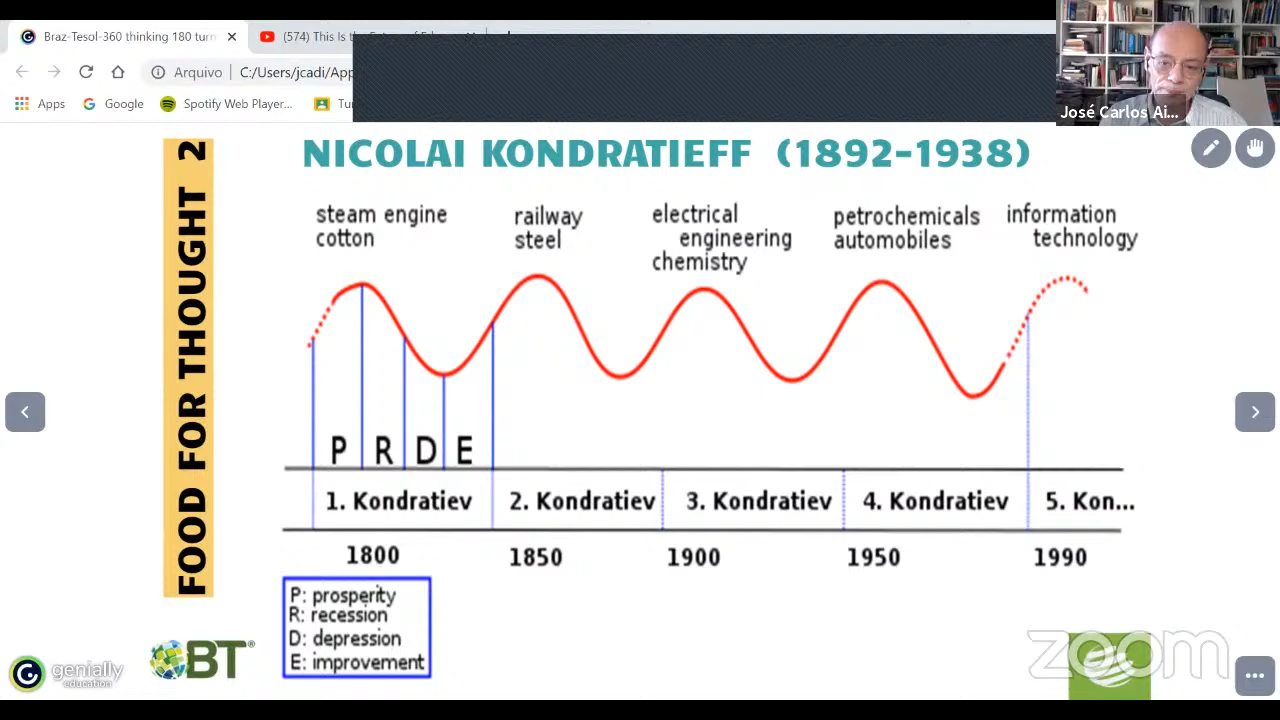 Braz-Tesol-360 thinking 180 turn
(574) This Is the
Arquivo
C:/Users/jcadi/App
Apps
Google
Spotify Web Player...
José Carlos Ai...
FOOD FOR THOUGHT 2
NICOLAI KONDRATIEFF (1892-1938)
steam engine
cotton
railway
steel
electrical
engineering
chemistry
petrochemicals
automobiles
information
technology
P R D E
1. Kondratiev
2. Kondratiev
3. Kondratiev
4. Kondratiev
5. Kon...
1800
1850
1900
1950
1990
P: prosperity
R: recession
D: depression
E: improvement
BT®
genially
education
zoom